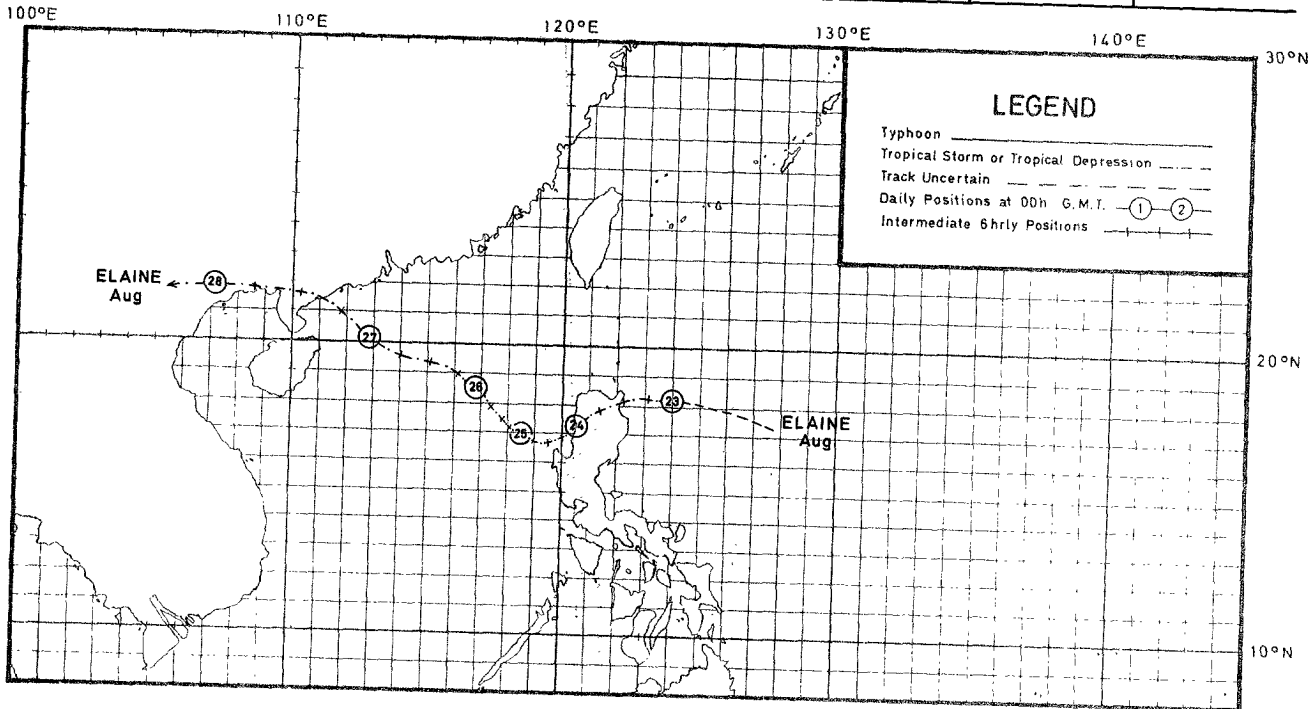 100°E 110°E 120°E 130°E 140°E
30°N
LEGEND
Typhoon
Tropical Storm or Tropical Depression
Track Uncertain
Daily Positions at 00h G.M.T. 1 2
Intermediate 6hrly Positions
ELAINE
Aug
28
27
20°N
26
23
25
24
ELAINE
Aug
10°N